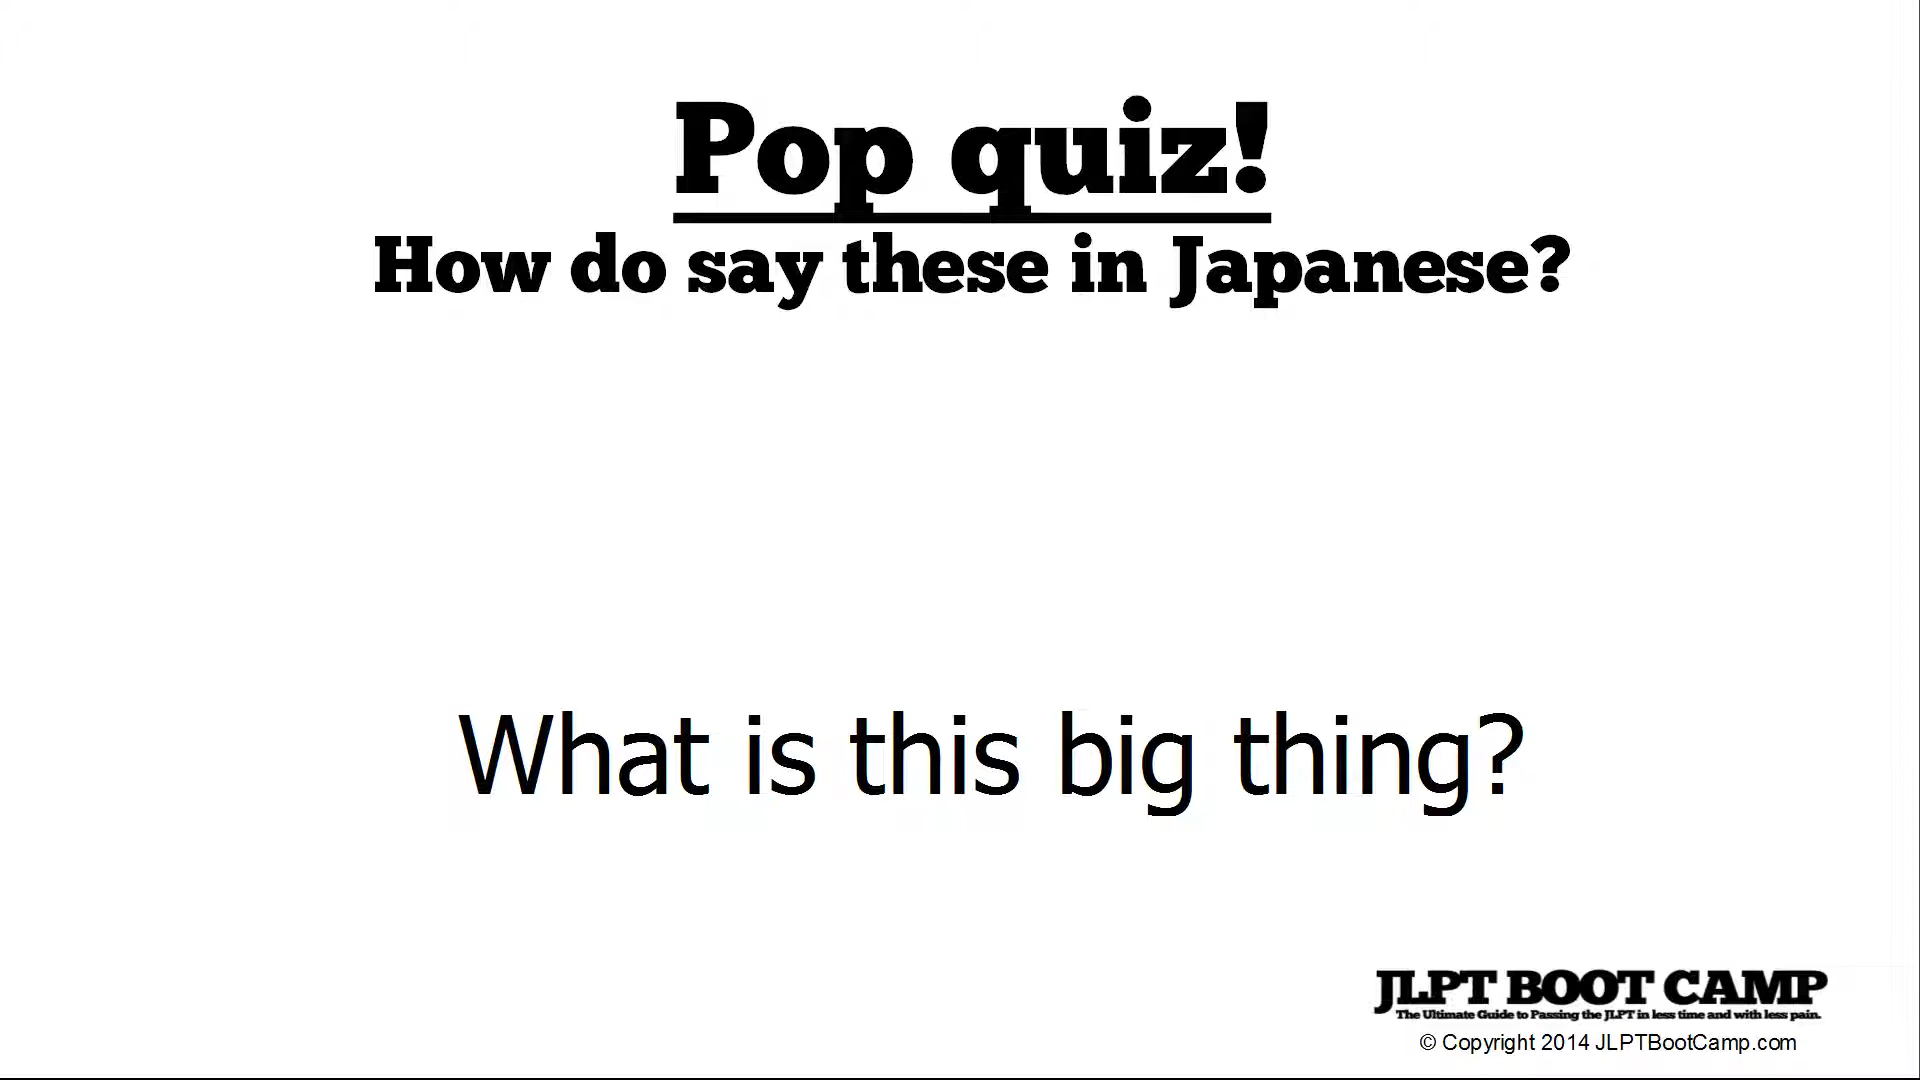 Pop quiz!
How do say these in Japanese?
What is this big thing?
JLPT BOOT CAMP
The Ultimate Guide to Passing the JLPT in less time and with less pain.
© Copyright 2014 JLPTBootCamp.com